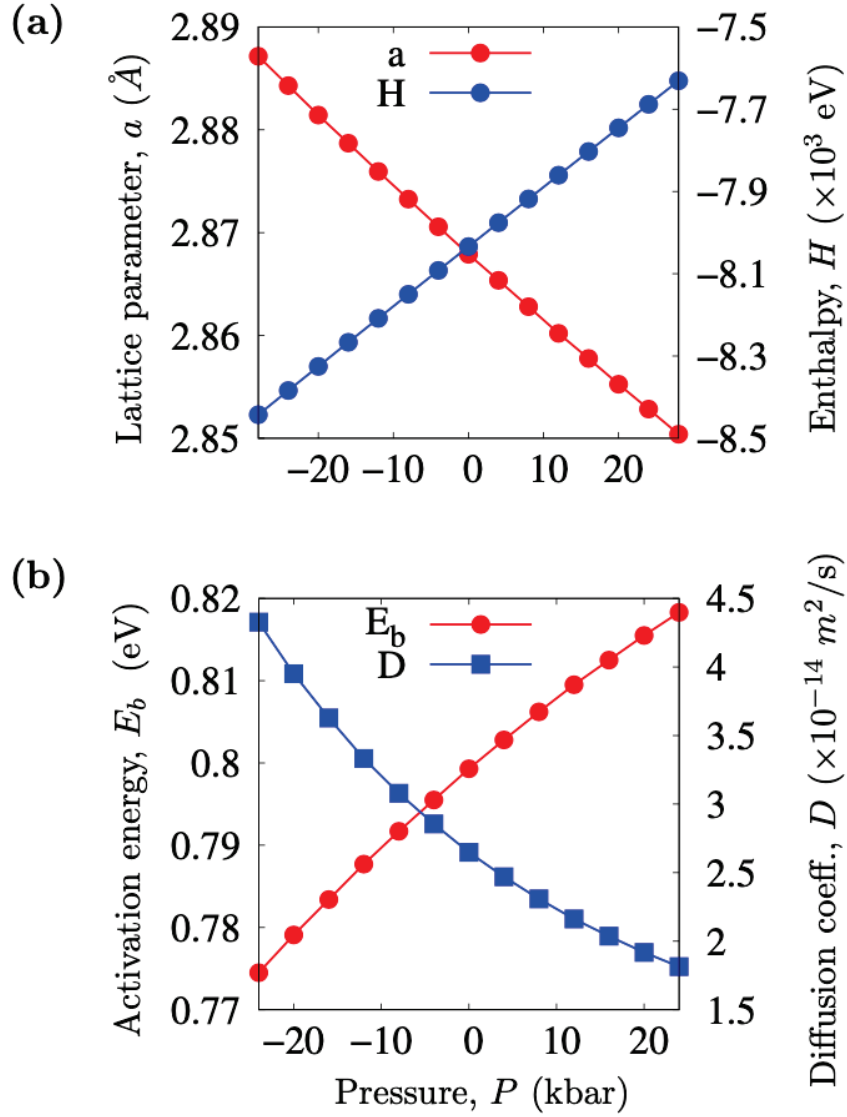 (a)
Lattice parameter, a (Å)
2.89
2.88
2.87
2.86
2.85
a
H
−7.5
−7.7
−7.9
−8.1
−8.3
−8.5
Enthalpy, H (×10³ eV)
−20 −10 0 10 20
(b)
Activation energy, E_b (eV)
0.82
0.81
0.8
0.79
0.78
0.77
E_b
D
4.5
4
3.5
3
2.5
2
1.5
Diffusion coeff., D (×10⁻¹⁴ m²/s)
−20 −10 0 10 20
Pressure, P (kbar)